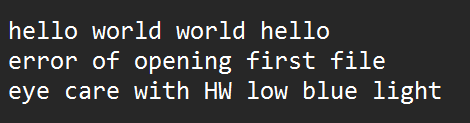 hello world world hello
error of opening first file
eye care with HW low blue light